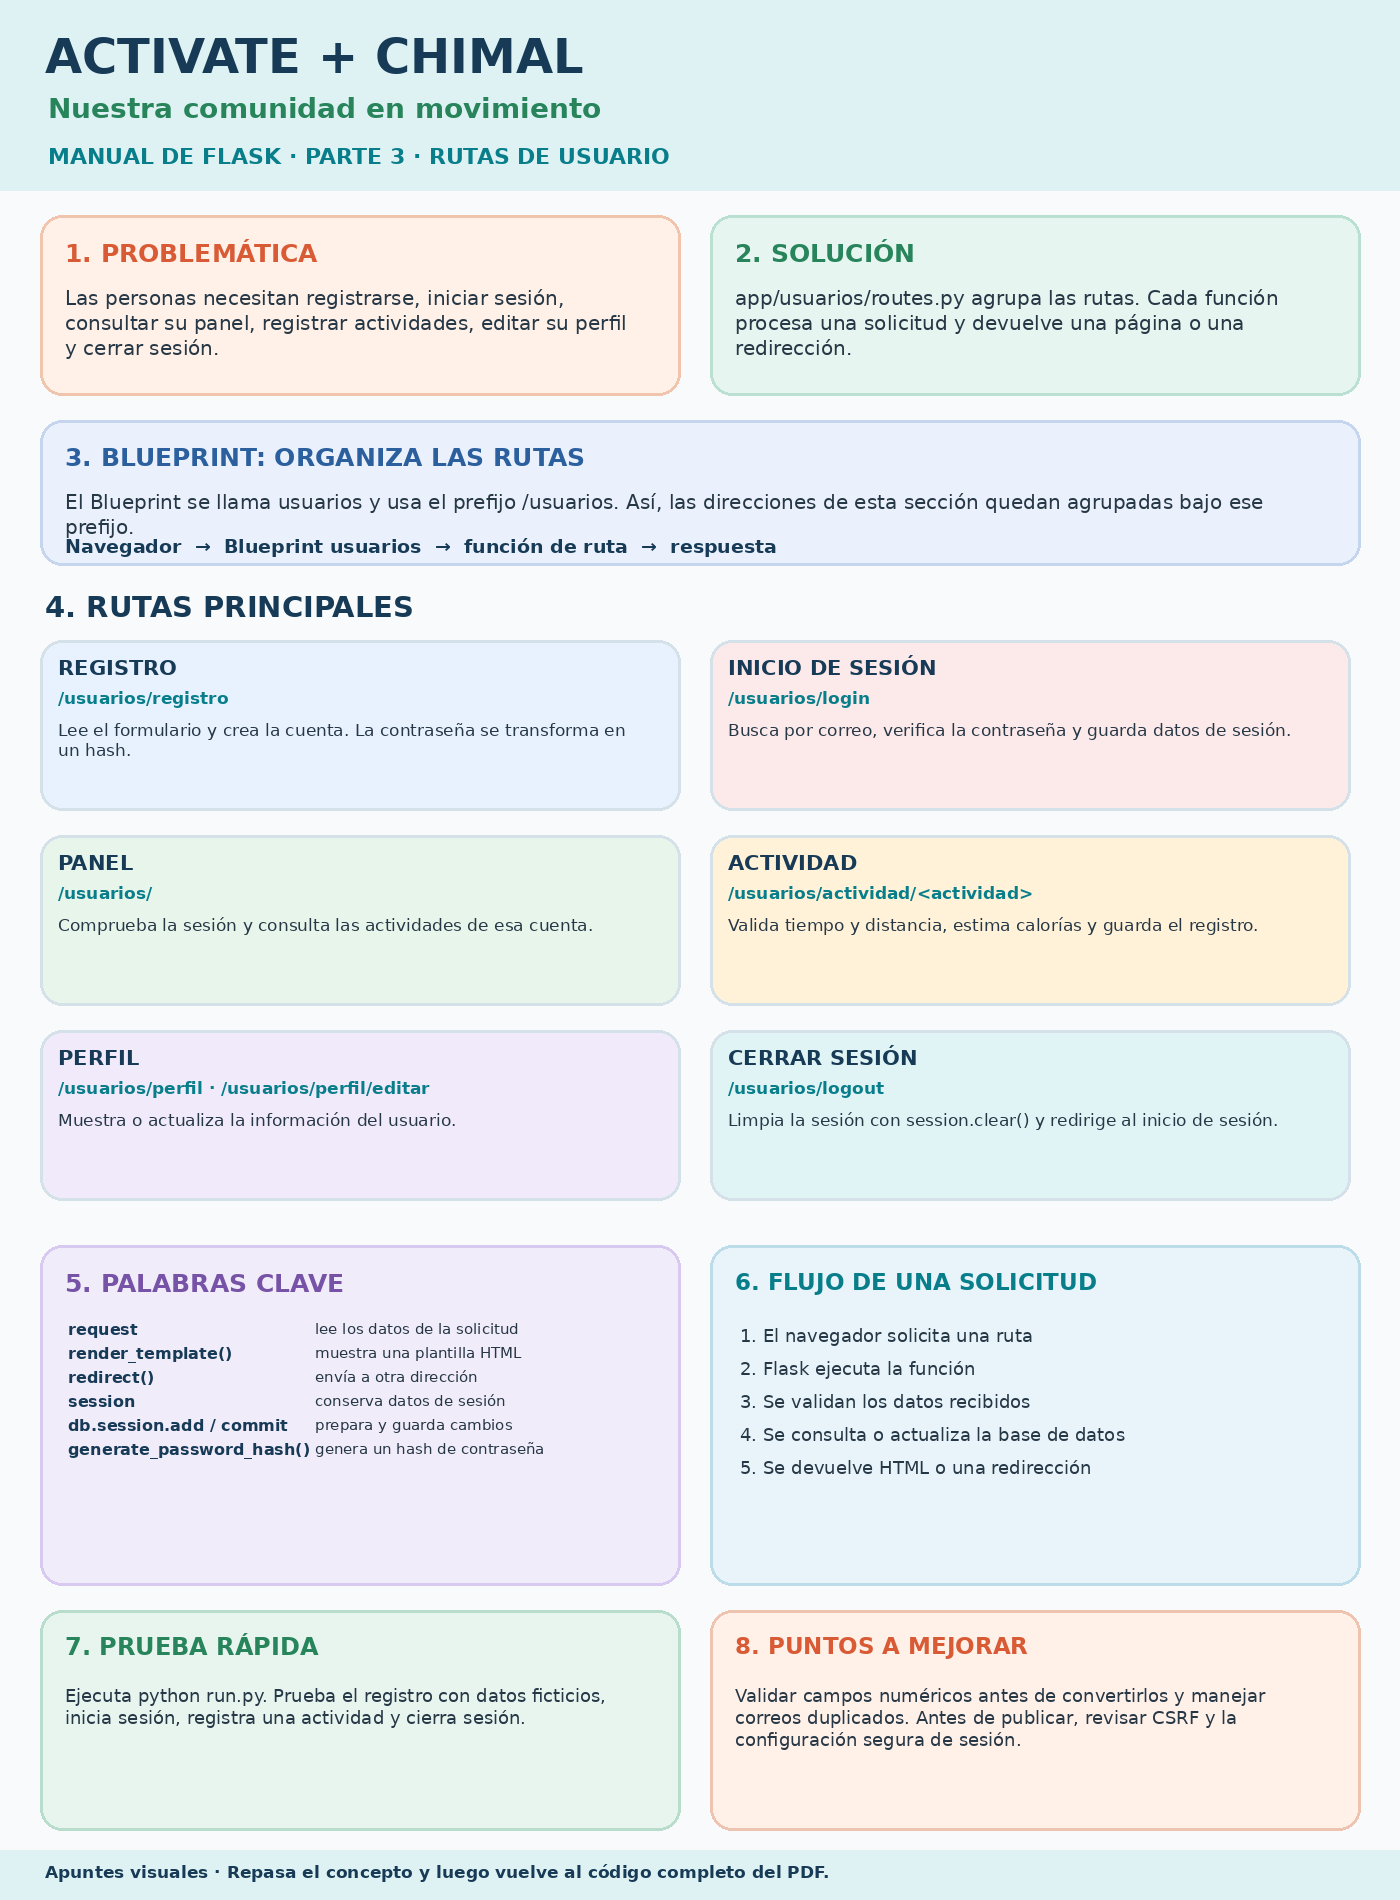 ACTIVATE + CHIMAL
Nuestra comunidad en movimiento
MANUAL DE FLASK · PARTE 3 · RUTAS DE USUARIO
1. PROBLEMÁTICA
Las personas necesitan registrarse, iniciar sesión,
consultar su panel, registrar actividades, editar su perfil
y cerrar sesión.
2. SOLUCIÓN
app/usuarios/routes.py agrupa las rutas. Cada función
procesa una solicitud y devuelve una página o una
redirección.
3. BLUEPRINT: ORGANIZA LAS RUTAS
El Blueprint se llama usuarios y usa el prefijo /usuarios. Así, las direcciones de esta sección quedan agrupadas bajo ese
prefijo.
Navegador → Blueprint usuarios → función de ruta → respuesta
4. RUTAS PRINCIPALES
REGISTRO
/usuarios/registro
Lee el formulario y crea la cuenta. La contraseña se transforma en
un hash.
INICIO DE SESIÓN
/usuarios/login
Busca por correo, verifica la contraseña y guarda datos de sesión.
PANEL
/usuarios/
Comprueba la sesión y consulta las actividades de esa cuenta.
ACTIVIDAD
/usuarios/actividad/<actividad>
Valida tiempo y distancia, estima calorías y guarda el registro.
PERFIL
/usuarios/perfil · /usuarios/perfil/editar
Muestra o actualiza la información del usuario.
CERRAR SESIÓN
/usuarios/logout
Limpia la sesión con session.clear() y redirige al inicio de sesión.
5. PALABRAS CLAVE
request lee los datos de la solicitud
render_template() muestra una plantilla HTML
redirect() envía a otra dirección
session conserva datos de sesión
db.session.add / commit prepara y guarda cambios
generate_password_hash() genera un hash de contraseña
6. FLUJO DE UNA SOLICITUD
1. El navegador solicita una ruta
2. Flask ejecuta la función
3. Se validan los datos recibidos
4. Se consulta o actualiza la base de datos
5. Se devuelve HTML o una redirección
7. PRUEBA RÁPIDA
Ejecuta python run.py. Prueba el registro con datos ficticios,
inicia sesión, registra una actividad y cierra sesión.
8. PUNTOS A MEJORAR
Validar campos numéricos antes de convertirlos y manejar
correos duplicados. Antes de publicar, revisar CSRF y la
configuración segura de sesión.
Apuntes visuales · Repasa el concepto y luego vuelve al código completo del PDF.